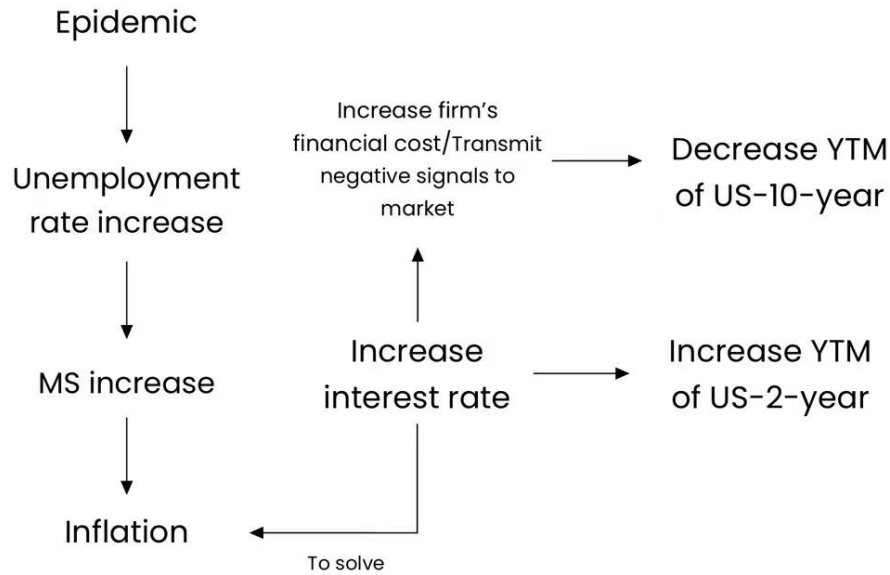 Epidemic
Unemployment
rate increase
MS increase
Inflation
To solve
Increase
interest rate
Increase firm's
financial cost/Transmit
negative signals to
market
Decrease YTM
of US-10-year
Increase YTM
of US-2-year